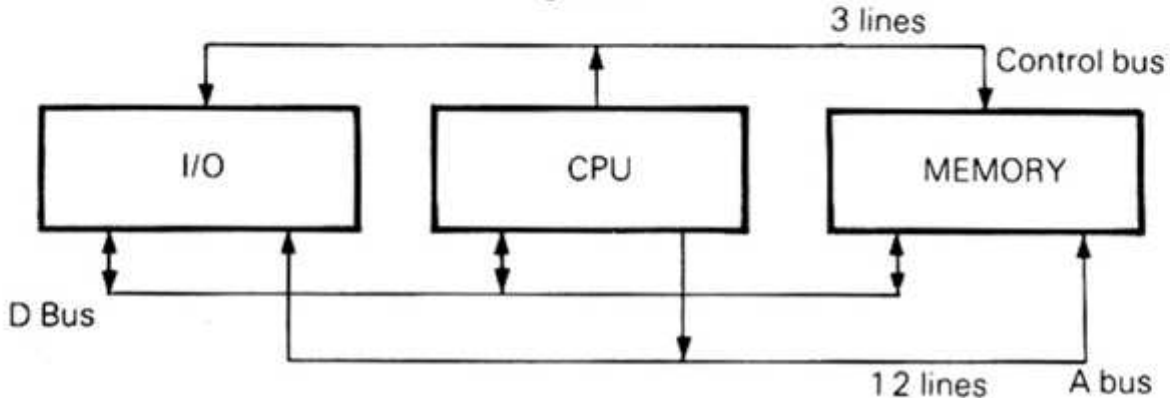 3 lines
Control bus
I/O
CPU
MEMORY
D Bus
12 lines
A bus